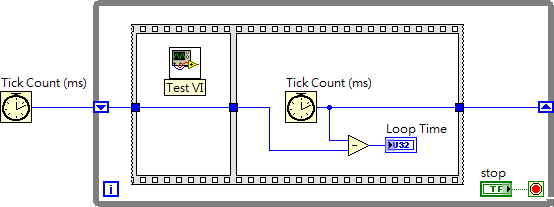 Tick Count (ms)
Test VI
Tick Count (ms)
Loop Time
U32
stop
TF
i